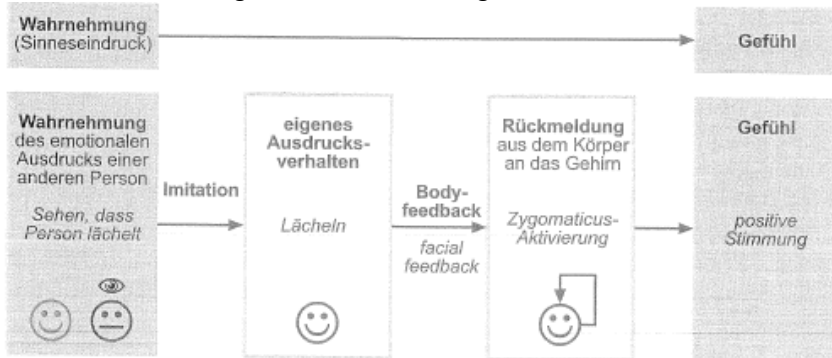 Wahrnehmung
(Sinneseindruck)
Gefühl
Wahrnehmung
des emotionalen
Ausdrucks einer
anderen Person
Sehen, dass
Person lächelt
Imitation
eigenes
Ausdrucks-
verhalten
Lächeln
Body-
feedback
facial
feedback
Rückmeldung
aus dem Körper
an das Gehirn
Zygomaticus-
Aktivierung
Gefühl
positive
Stimmung